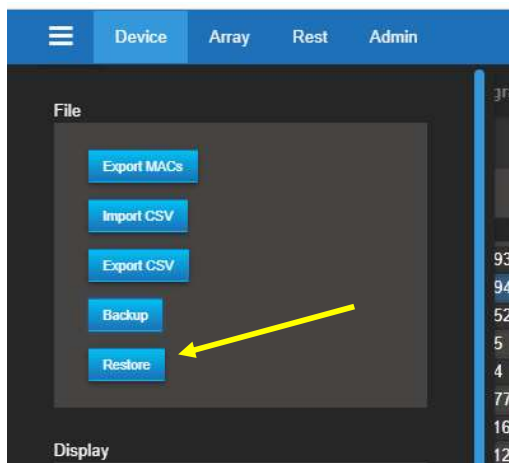 Device Array Rest Admin
File
Export MACs
Import CSV
Export CSV
Backup
Restore
Display
93
94
52
5
4
77
16
12